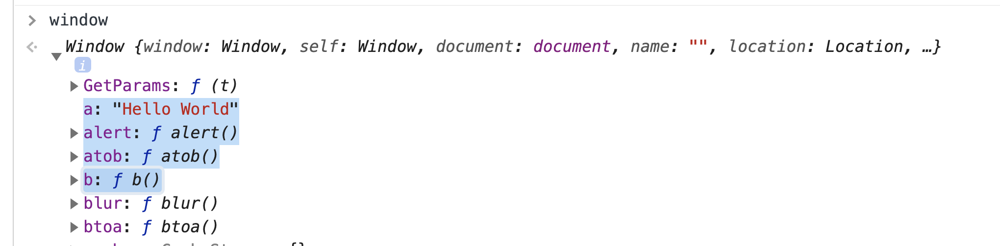 > window
Window {window: Window, self: Window, document: document, name: "", location: Location, …}
i
GetParams: ƒ (t)
a: "Hello World"
alert: ƒ alert()
atob: ƒ atob()
b: ƒ b()
blur: ƒ blur()
btoa: ƒ btoa()